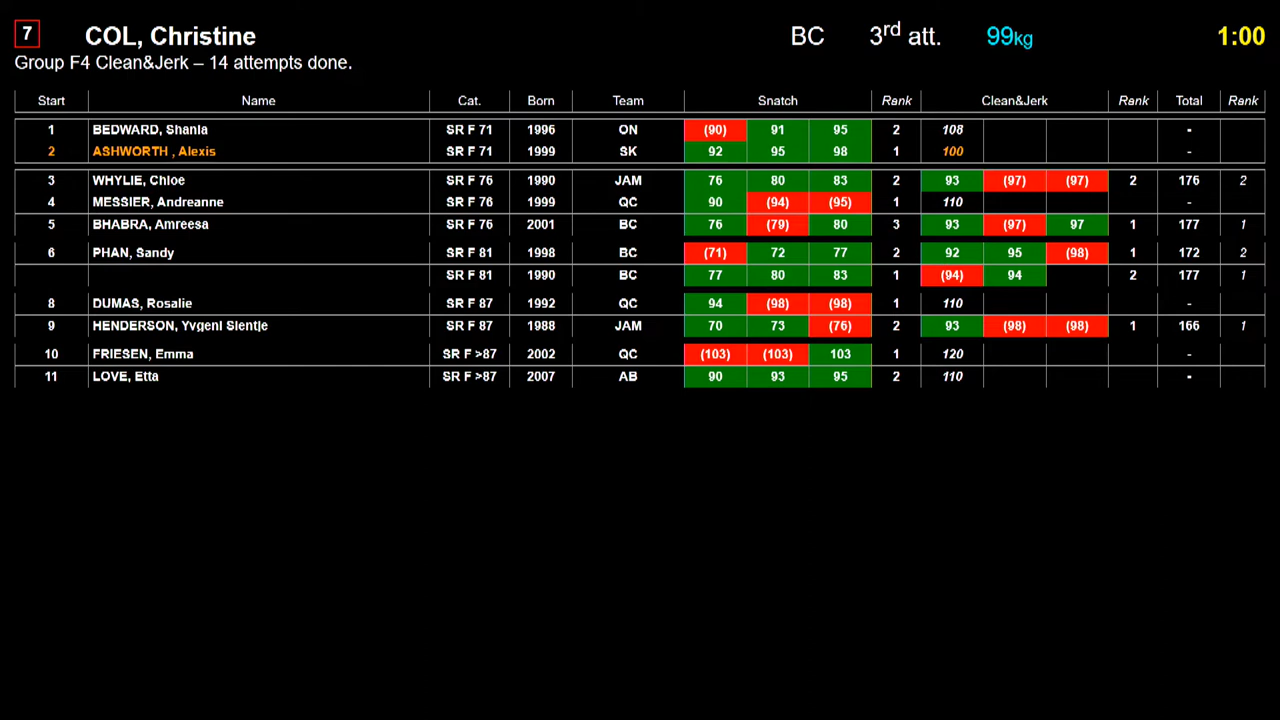 7 COL, Christine BC 3rd att. 99kg 1:00
Group F4 Clean&Jerk – 14 attempts done.
Start Name Cat. Born Team Snatch Rank Clean&Jerk Rank Total Rank
1 BEDWARD, Shania SR F 71 1996 ON (90) 91 95 2 108 -
2 ASHWORTH , Alexis SR F 71 1999 SK 92 95 98 1 100 -
3 WHYLIE, Chloe SR F 76 1990 JAM 76 80 83 2 93 (97) (97) 2 176 2
4 MESSIER, Andreanne SR F 76 1999 QC 90 (94) (95) 1 110 -
5 BHABRA, Amreesa SR F 76 2001 BC 76 (79) 80 3 93 (97) 97 1 177 1
6 PHAN, Sandy SR F 81 1998 BC (71) 72 77 2 92 95 (98) 1 172 2
SR F 81 1990 BC 77 80 83 1 (94) 94 2 177 1
8 DUMAS, Rosalie SR F 87 1992 QC 94 (98) (98) 1 110 -
9 HENDERSON, Yvgeni Sientje SR F 87 1988 JAM 70 73 (76) 2 93 (98) (98) 1 166 1
10 FRIESEN, Emma SR F >87 2002 QC (103) (103) 103 1 120 -
11 LOVE, Etta SR F >87 2007 AB 90 93 95 2 110 -